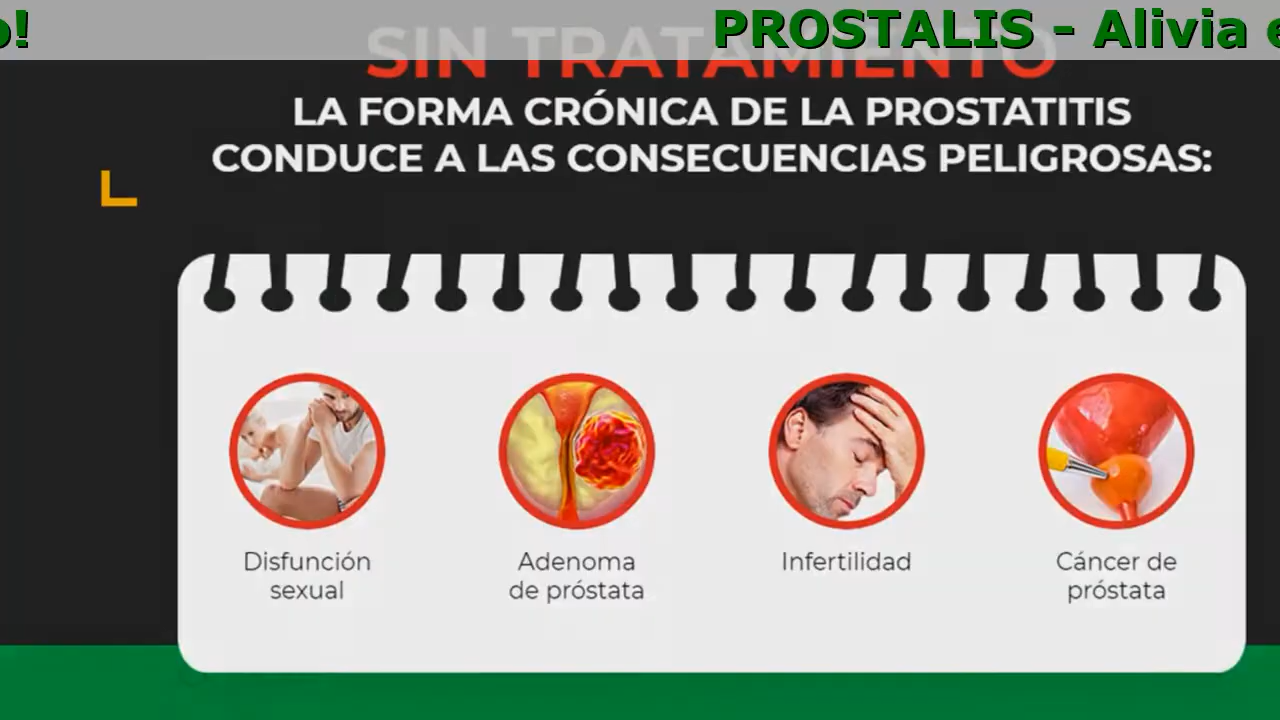 o!
PROSTALIS - Alivia e
SIN TRATAMIENTO
LA FORMA CRÓNICA DE LA PROSTATITIS
CONDUCE A LAS CONSECUENCIAS PELIGROSAS:
Disfunción
sexual
Adenoma
de próstata
Infertilidad
Cáncer de
próstata